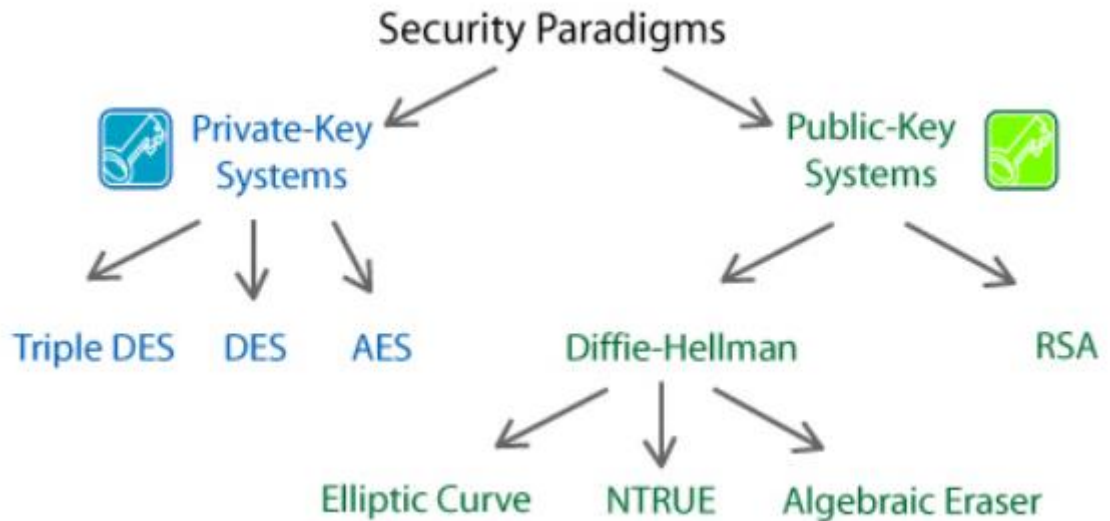 Security Paradigms
Private-Key
Systems
Public-Key
Systems
Triple DES
DES
AES
Diffie-Hellman
RSA
Elliptic Curve
NTRUE
Algebraic Eraser